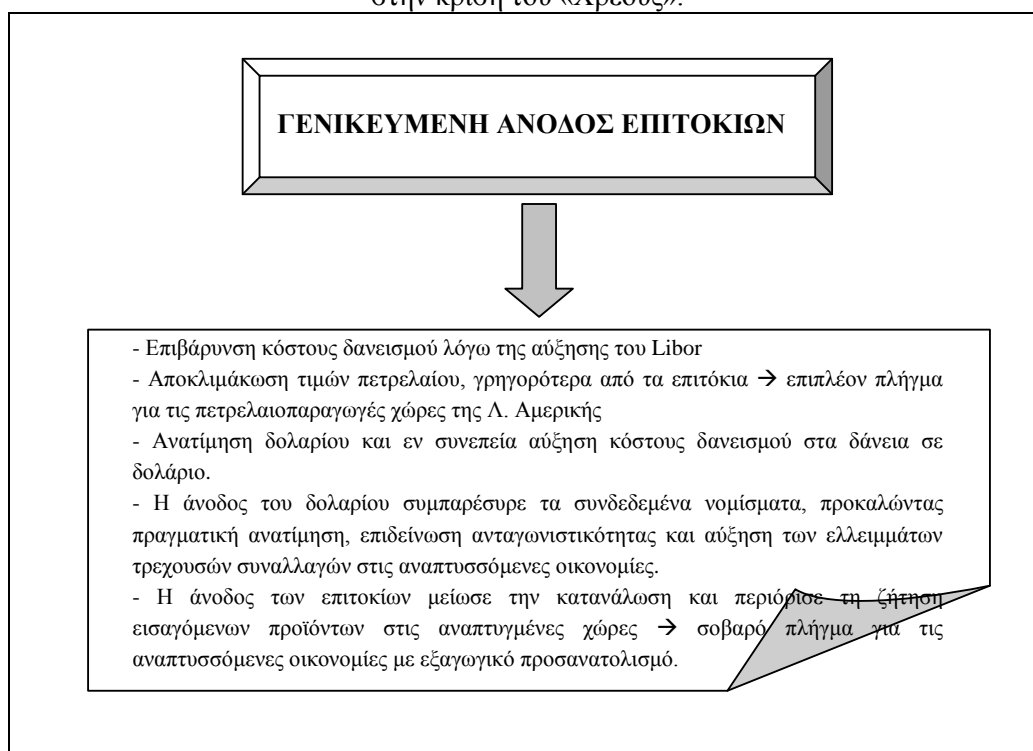 στην κρίση του «Χρέους».
ΓΕΝΙΚΕΥΜΕΝΗ ΑΝΟΔΟΣ ΕΠΙΤΟΚΙΩΝ
- Επιβάρυνση κόστους δανεισμού λόγω της αύξησης του Libor
- Αποκλιμάκωση τιμών πετρελαίου, γρηγορότερα από τα επιτόκια → επιπλέον πλήγμα
για τις πετρελαιοπαραγωγές χώρες της Λ. Αμερικής
- Ανατίμηση δολαρίου και εν συνεπεία αύξηση κόστους δανεισμού στα δάνεια σε
δολάριο.
- Η άνοδος του δολαρίου συμπαρέσυρε τα συνδεδεμένα νομίσματα, προκαλώντας
πραγματική ανατίμηση, επιδείνωση ανταγωνιστικότητας και αύξηση των ελλειμμάτων
τρεχουσών συναλλαγών στις αναπτυσσόμενες οικονομίες.
- Η άνοδος των επιτοκίων μείωσε την κατανάλωση και περιόρισε τη ζήτηση
εισαγόμενων προϊόντων στις αναπτυγμένες χώρες → σοβαρό πλήγμα για τις
αναπτυσσόμενες οικονομίες με εξαγωγικό προσανατολισμό.